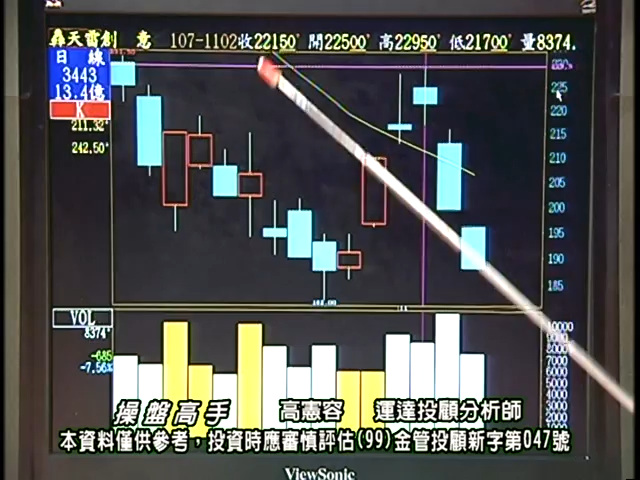 轟天雷創 意 107-1102收22150' 開22500' 高22950' 低21700' 量8374.
日 線
3443
13.4億
K
211.32'
242.50'
225
220
215
210
205
200
195
190
185
VOL
8374'
-685
-7.56%
10000
9000
8000
7000
6000
5000
4000
3000
操盤高手 高憲容 運達投顧分析師
本資料僅供參考,投資時應審慎評估(99)金管投顧新字第047號
ViewSonic